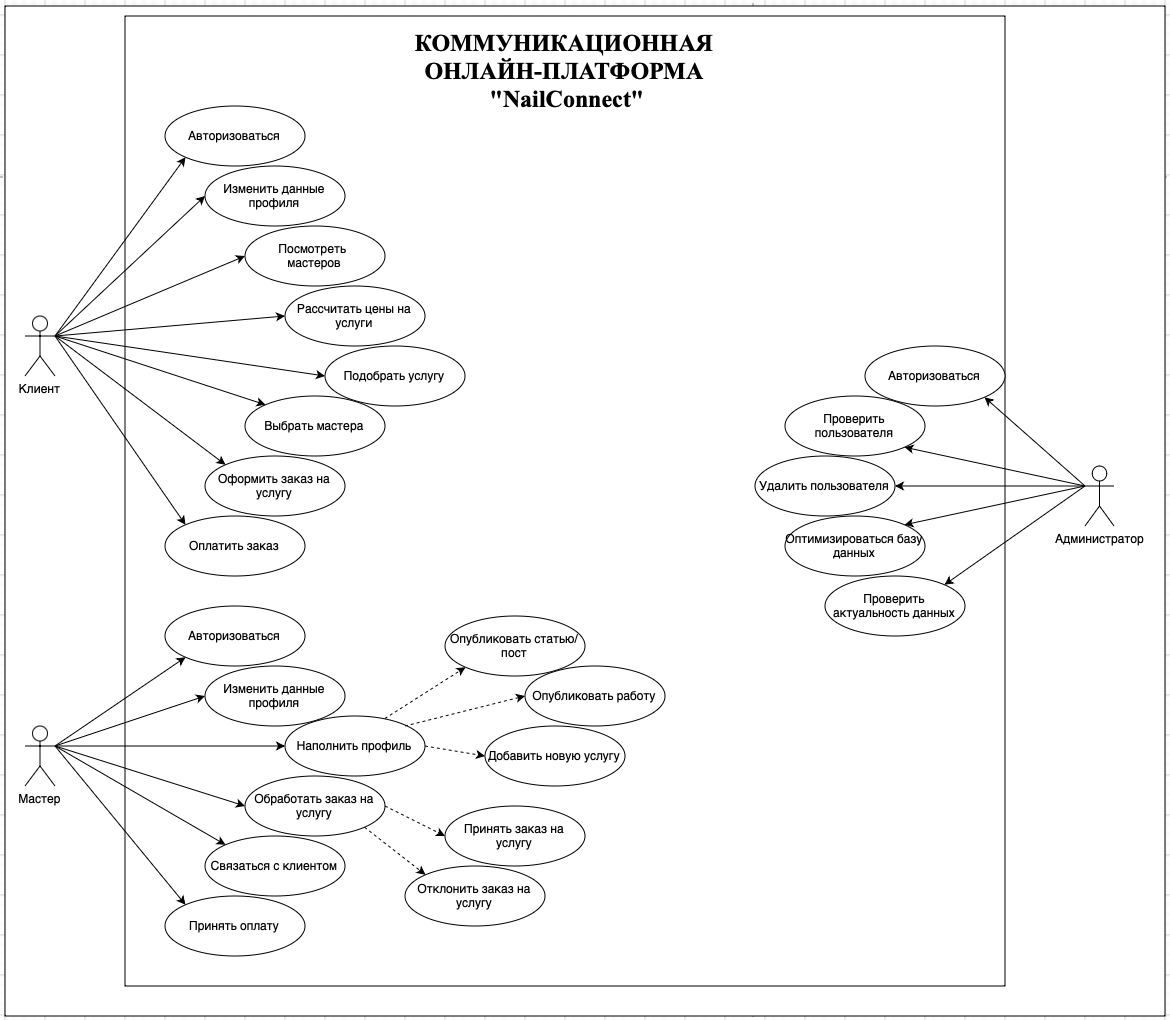 КОММУНИКАЦИОННАЯ
ОНЛАЙН-ПЛАТФОРМА
"NailConnect"
Авторизоваться
Изменить данные
профиля
Посмотреть
мастеров
Рассчитать цены на
услуги
Подобрать услугу
Выбрать мастера
Оформить заказ на
услугу
Оплатить заказ
Клиент
Авторизоваться
Проверить
пользователя
Удалить пользователя
Оптимизироваться базу
данных
Проверить
актуальность данных
Администратор
Авторизоваться
Изменить данные
профиля
Наполнить профиль
Обработать заказ на
услугу
Связаться с клиентом
Принять оплату
Мастер
Опубликовать статью/
пост
Опубликовать работу
Добавить новую услугу
Принять заказ на
услугу
Отклонить заказ на
услугу